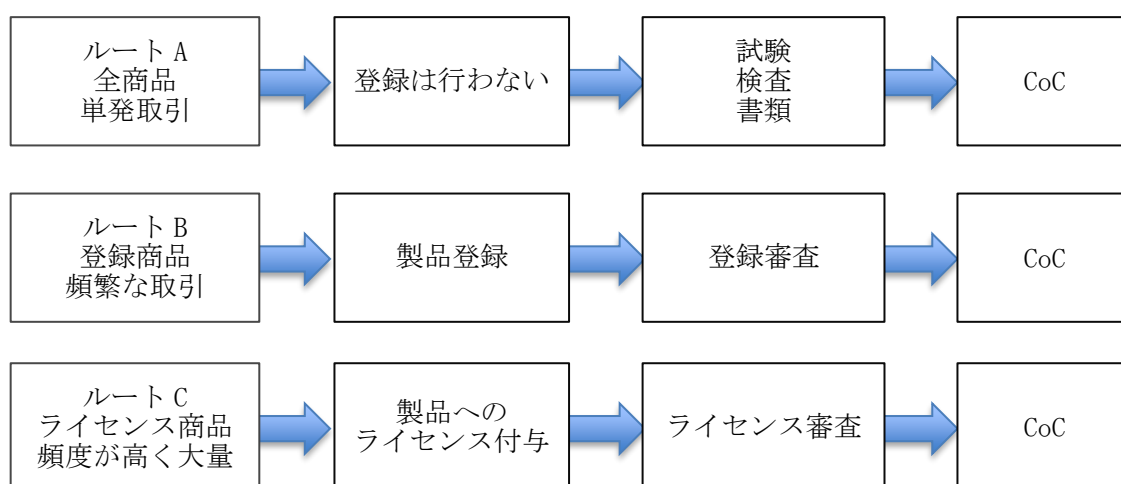 ルート A
全商品
単発取引
登録は行わない
試験
検査
書類
CoC
ルート B
登録商品
頻繁な取引
製品登録
登録審査
CoC
ルート C
ライセンス商品
頻度が高く大量
製品への
ライセンス付与
ライセンス審査
CoC